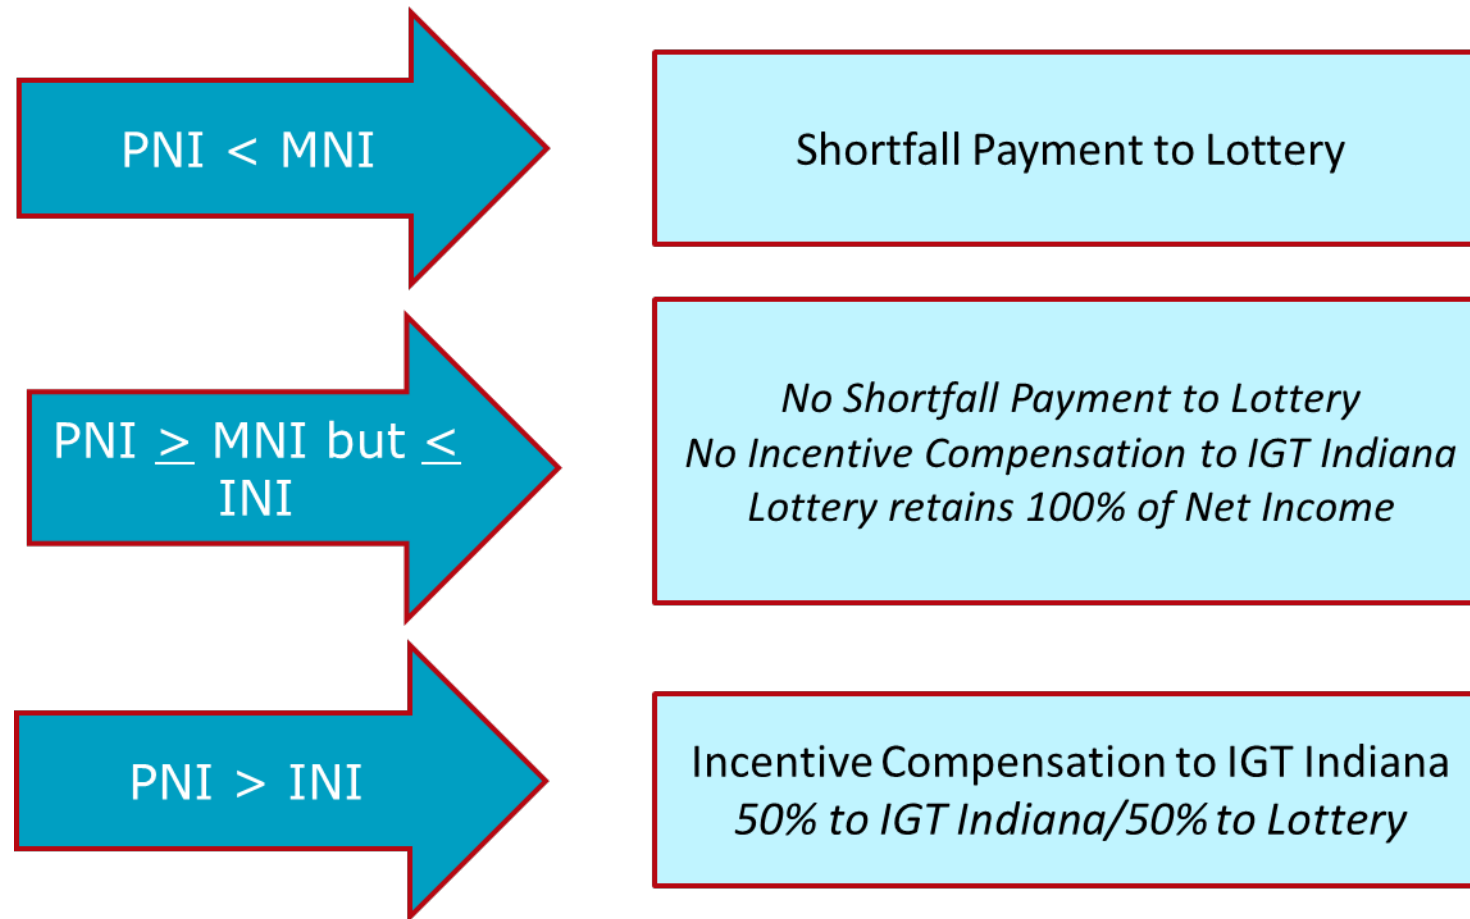 PNI < MNI
Shortfall Payment to Lottery
PNI ≥ MNI but ≤
INI
No Shortfall Payment to Lottery
No Incentive Compensation to IGT Indiana
Lottery retains 100% of Net Income
PNI > INI
Incentive Compensation to IGT Indiana
50% to IGT Indiana/50% to Lottery